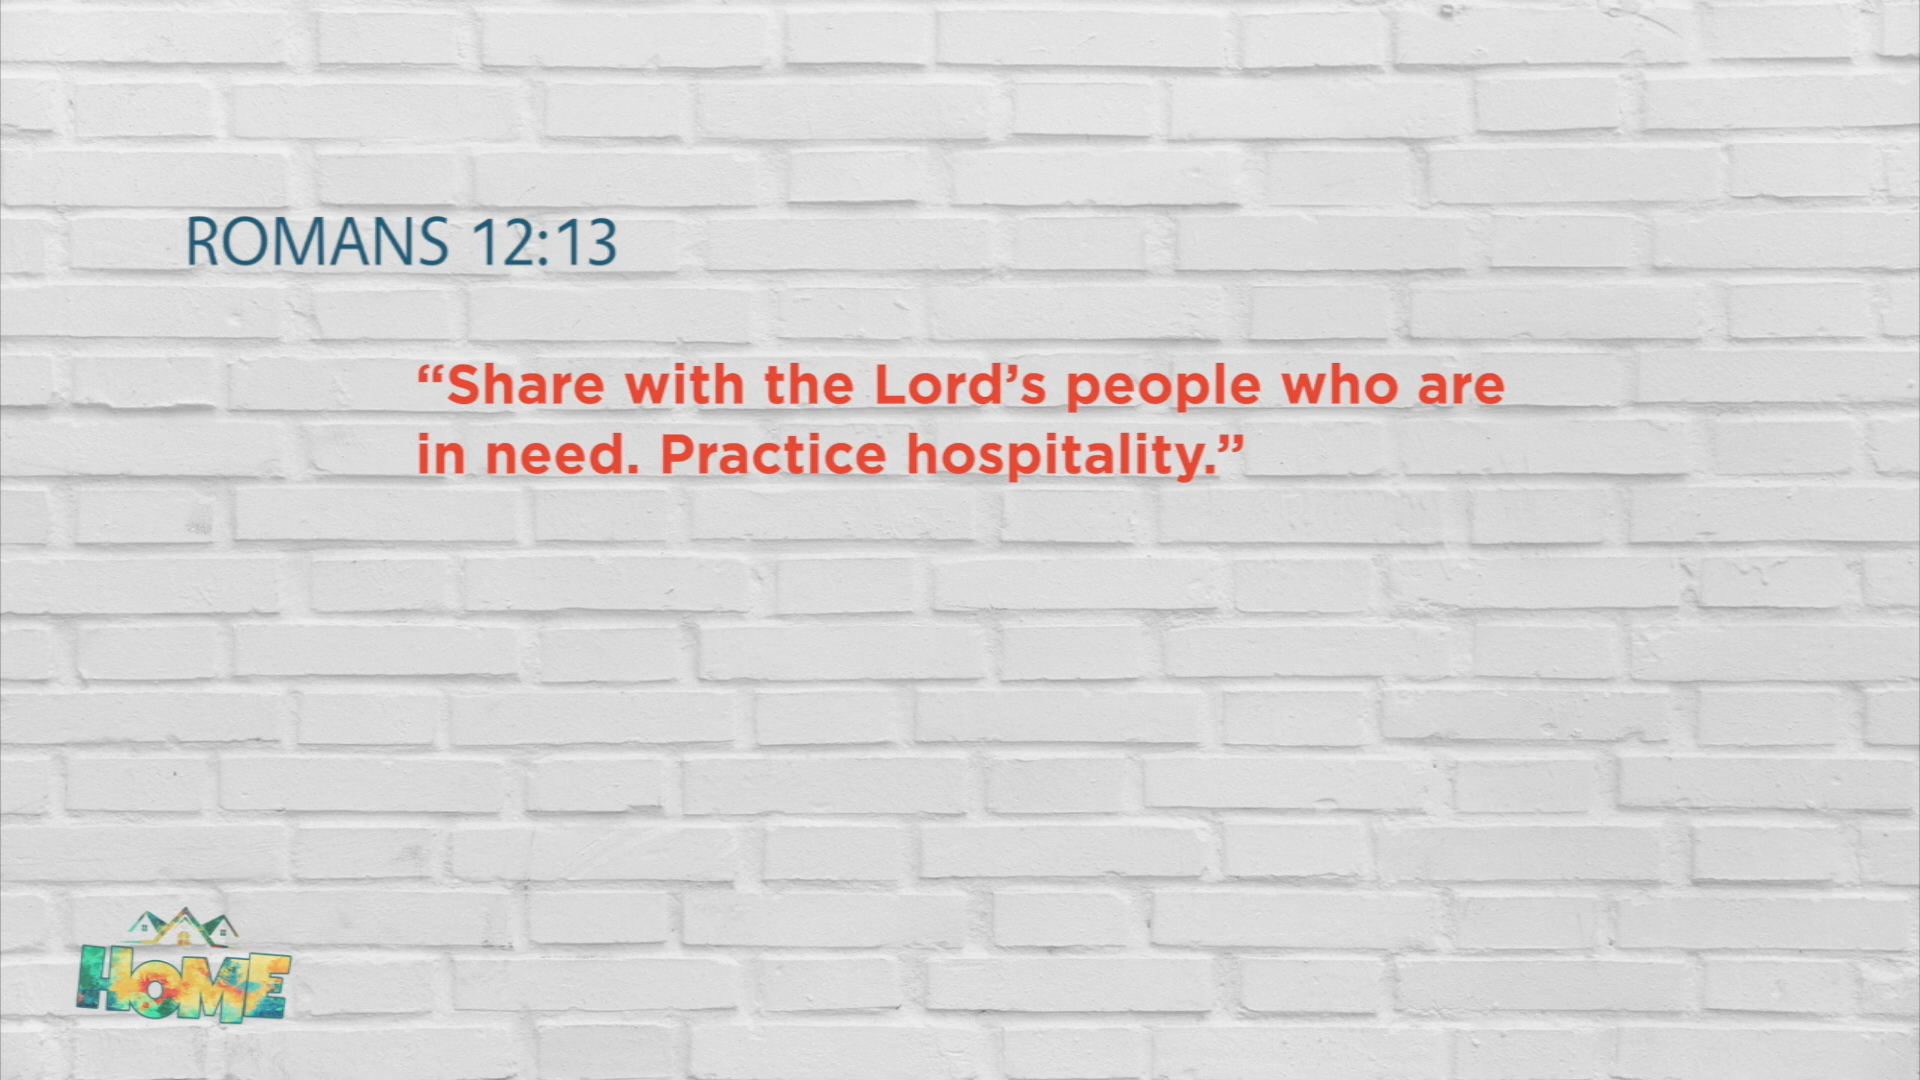 ROMANS 12:13
“Share with the Lord’s people who are
in need. Practice hospitality.”
HOME